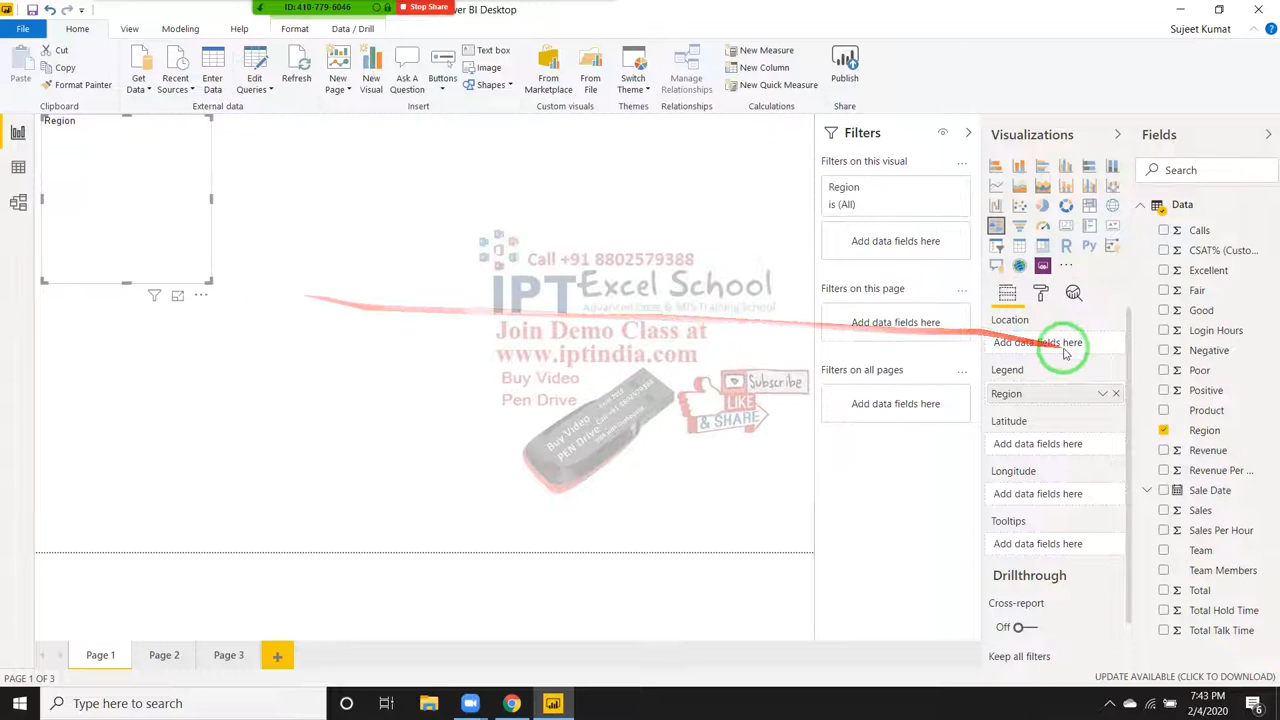 ID: 410-779-6046
Stop Share
ower BI Desktop
File
Home
View
Modeling
Help
Format
Data / Drill
Sujeet Kumat
Paste
Cut
Copy
Format Painter
Clipboard
Get Data
Recent Sources
Enter Data
Edit Queries
Refresh
External data
New Page
New Visual
Ask A Question
Buttons
Text box
Image
Shapes
Insert
From Marketplace
From File
Custom visuals
Switch Theme
Themes
Manage Relationships
Relationships
New Measure
New Column
New Quick Measure
Calculations
Publish
Share
Region
Call +91 8802579388
IPT Excel School
Advanced Excel & MIS Training School
Join Demo Class at
www.iptindia.com
Buy Video
Pen Drive
Subscribe
LIKE
& SHARE
Filters
Filters on this visual
Region
is (All)
Add data fields here
Filters on this page
Add data fields here
Filters on all pages
Add data fields here
Visualizations
R
Py
Location
Add data fields here
Legend
Region
Latitude
Add data fields here
Longitude
Add data fields here
Tooltips
Add data fields here
Drillthrough
Cross-report
Off
Keep all filters
Fields
Search
Data
Calls
CSAT% (Custo...
Excellent
Fair
Good
Login Hours
Negative
Poor
Positive
Product
Region
Revenue
Revenue Per ...
Sale Date
Sales
Sales Per Hour
Team
Team Members
Total
Total Hold Time
Total Talk Time
Page 1
Page 2
Page 3
PAGE 1 OF 3
UPDATE AVAILABLE (CLICK TO DOWNLOAD)
Type here to search
7:43 PM
2/4/2020
6